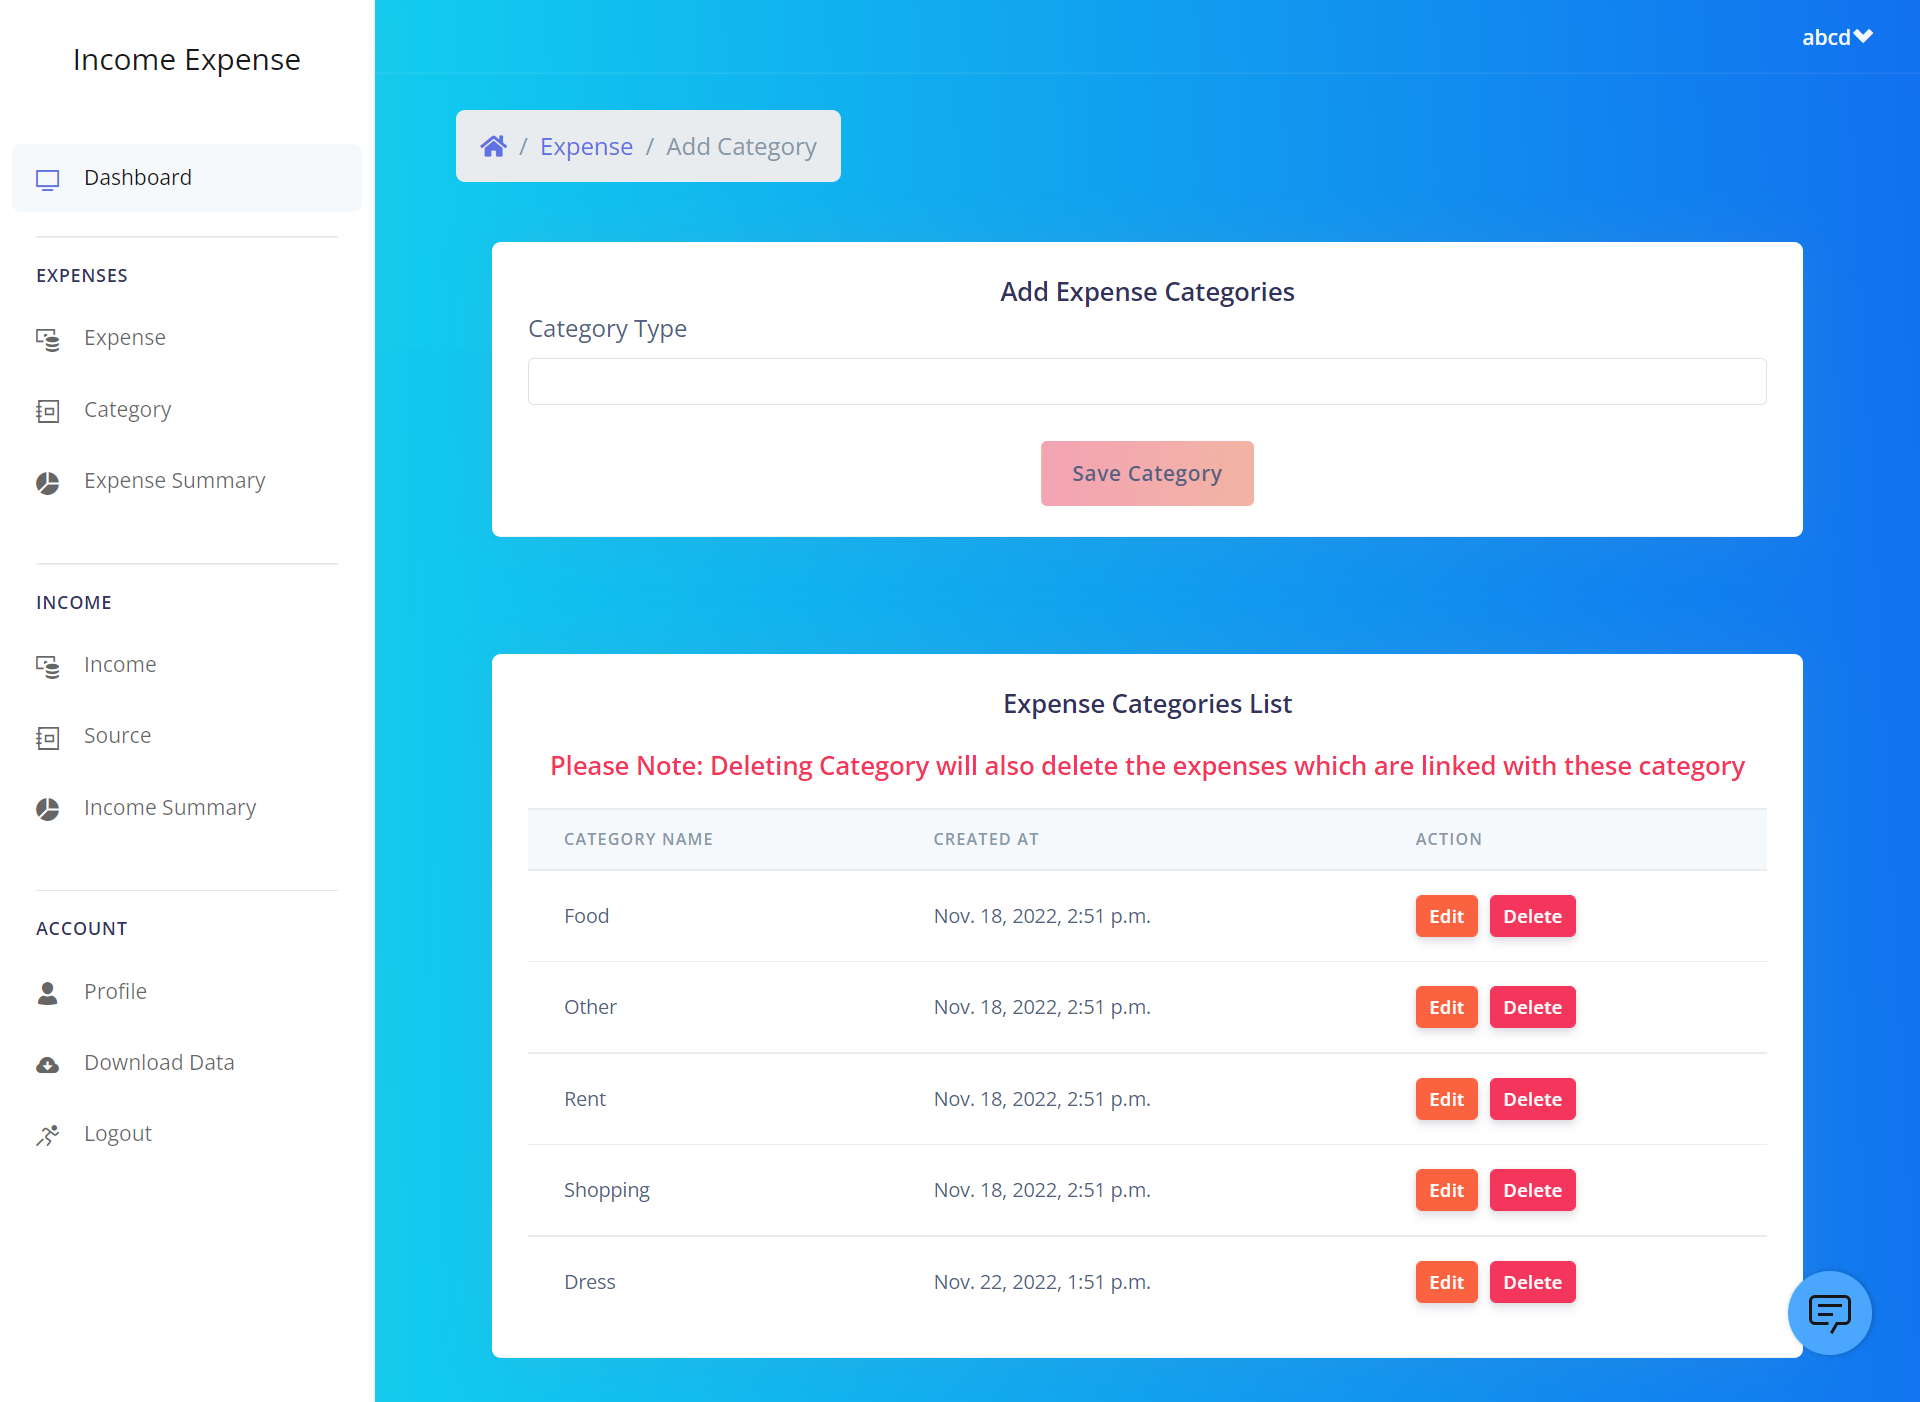 Income Expense
abcd
/ Expense / Add Category
Dashboard
EXPENSES
Expense
Category
Expense Summary
INCOME
Income
Source
Income Summary
ACCOUNT
Profile
Download Data
Logout
Add Expense Categories
Category Type
Save Category
Expense Categories List
Please Note: Deleting Category will also delete the expenses which are linked with these category
CATEGORY NAME CREATED AT ACTION
Food Nov. 18, 2022, 2:51 p.m. Edit Delete
Other Nov. 18, 2022, 2:51 p.m. Edit Delete
Rent Nov. 18, 2022, 2:51 p.m. Edit Delete
Shopping Nov. 18, 2022, 2:51 p.m. Edit Delete
Dress Nov. 22, 2022, 1:51 p.m. Edit Delete